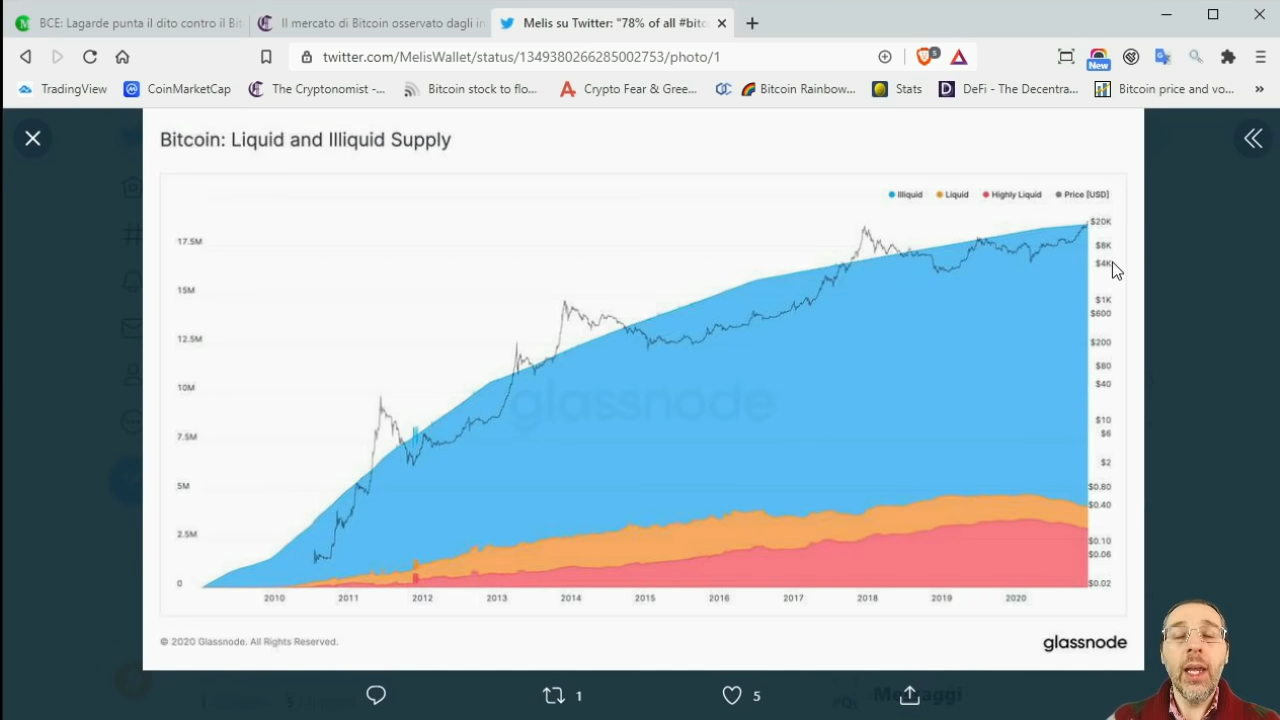 BCE: Lagarde punta il dito contro il Bit
Il mercato di Bitcoin osservato dagli in
Melis su Twitter: "78% of all #bitc
twitter.com/MelisWallet/status/1349380266285002753/photo/1
5
New
TradingView
CoinMarketCap
The Cryptonomist -...
Bitcoin stock to flo...
Crypto Fear & Gree...
Bitcoin Rainbow...
Stats
DeFi - The Decentra...
Bitcoin price and vo...
Bitcoin: Liquid and Illiquid Supply
Illiquid Liquid Highly Liquid Price [USD]
17.5M
15M
12.5M
10M
7.5M
5M
2.5M
0
$20K
$8K
$4K
$1K
$600
$200
$80
$40
$10
$6
$2
$0.80
$0.40
$0.10
$0.06
$0.02
glassnode
2010 2011 2012 2013 2014 2015 2016 2017 2018 2019 2020
© 2020 Glassnode. All Rights Reserved.
glassnode
1
5